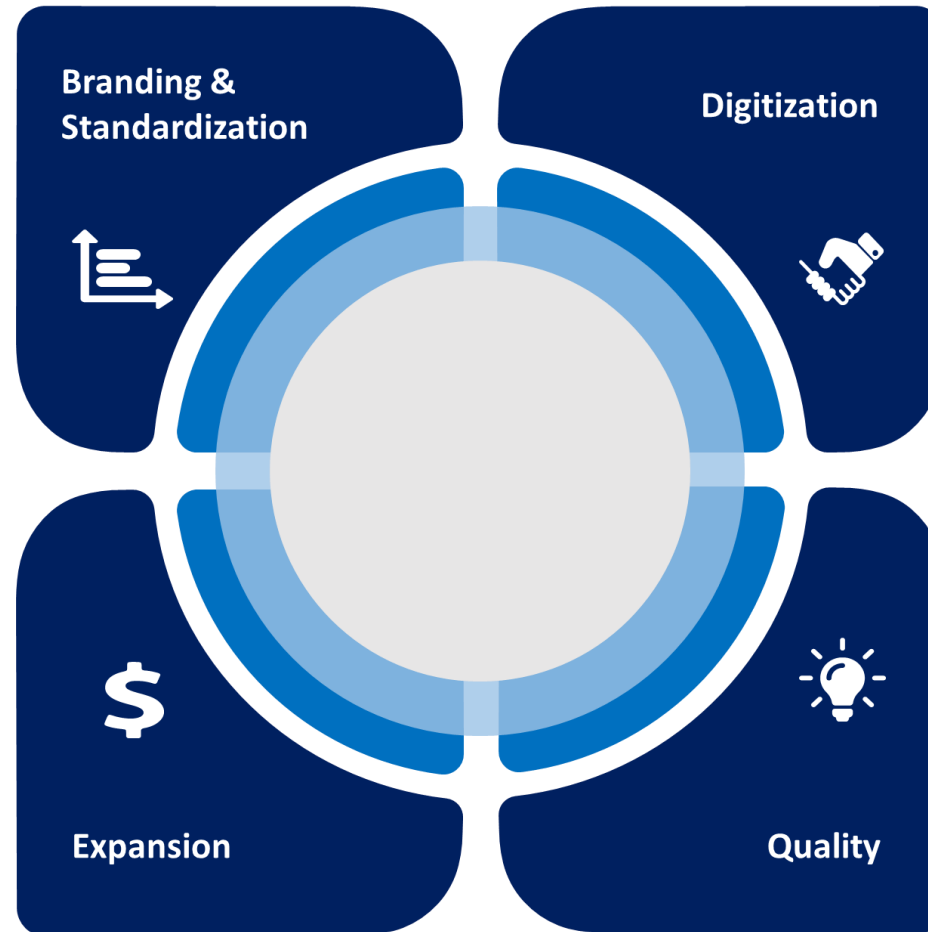 Branding &
Standardization
Digitization
Expansion
Quality